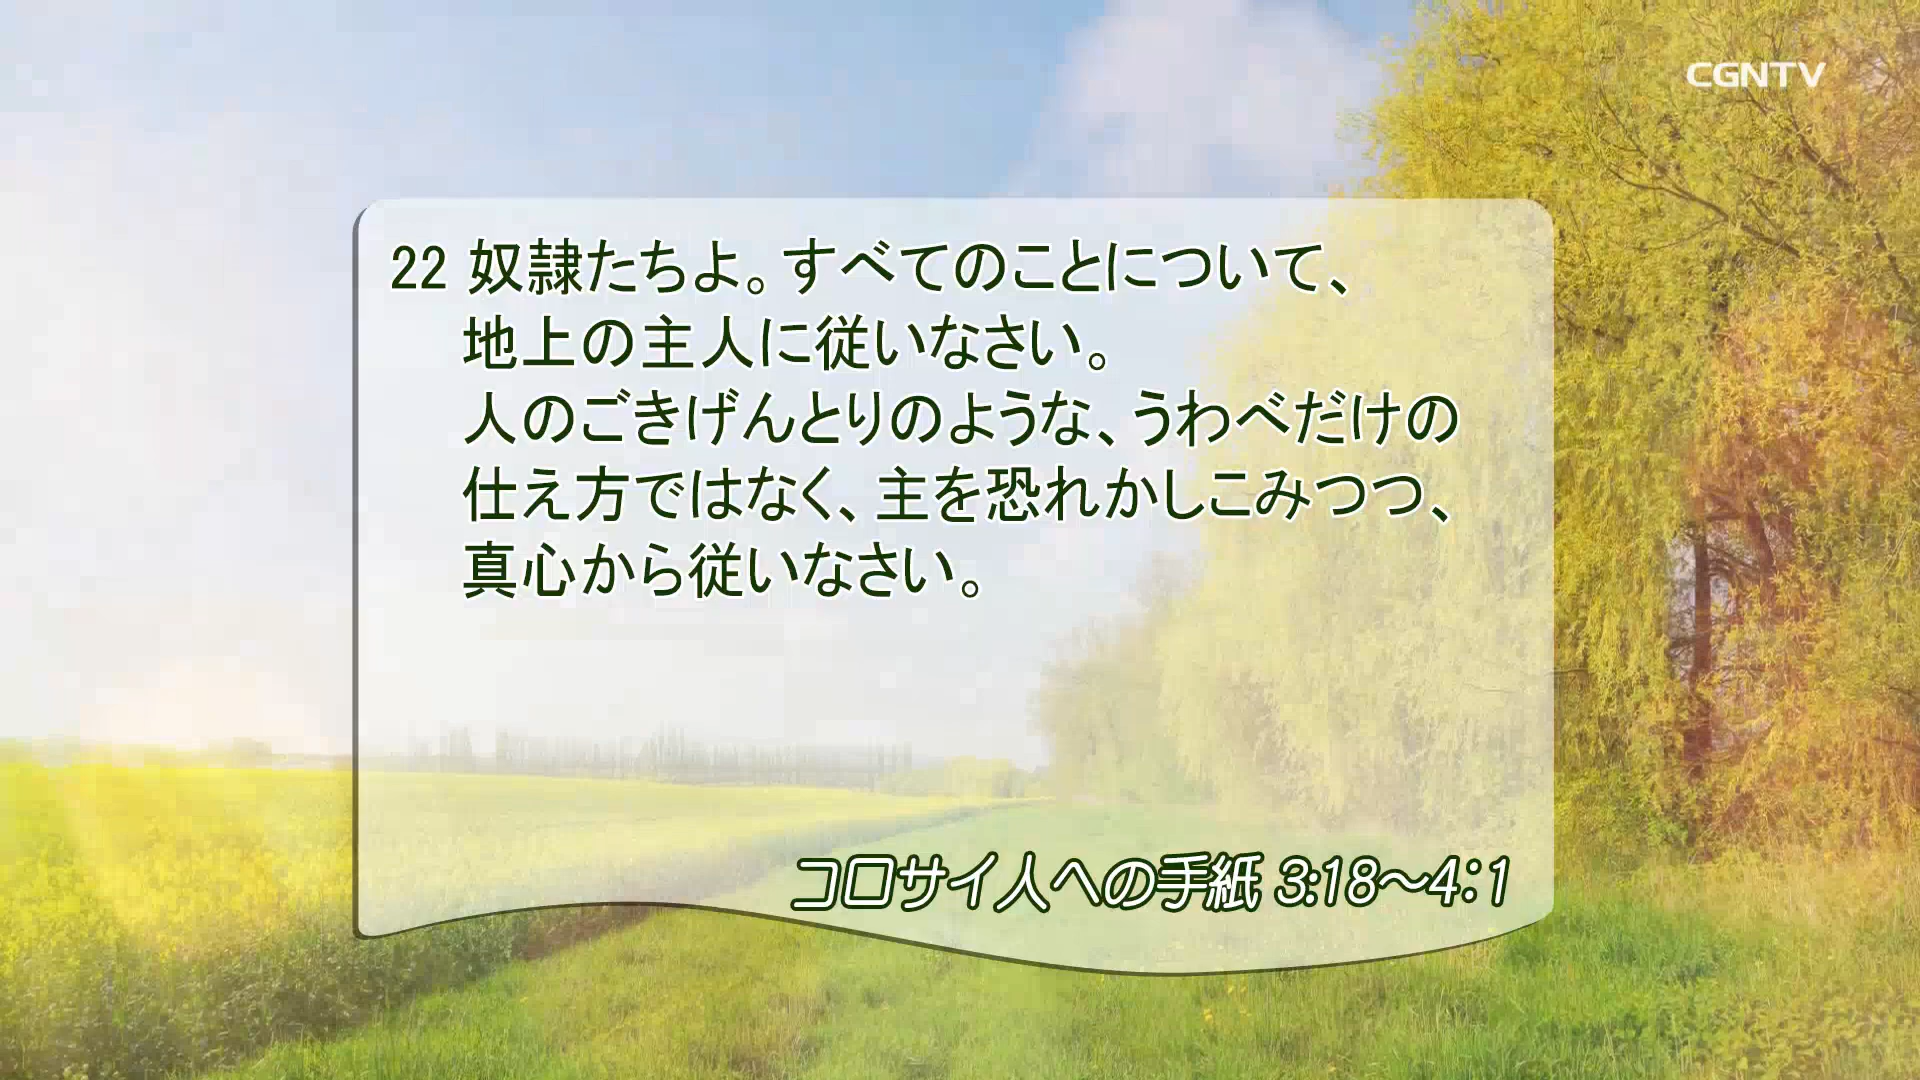 CGNTV
22 奴隷たちよ。すべてのことについて、
地上の主人に従いなさい。
人のごきげんとりのような、うわべだけの
仕え方ではなく、主を恐れかしこみつつ、
真心から従いなさい。
コロサイ人への手紙 3:18〜4:1